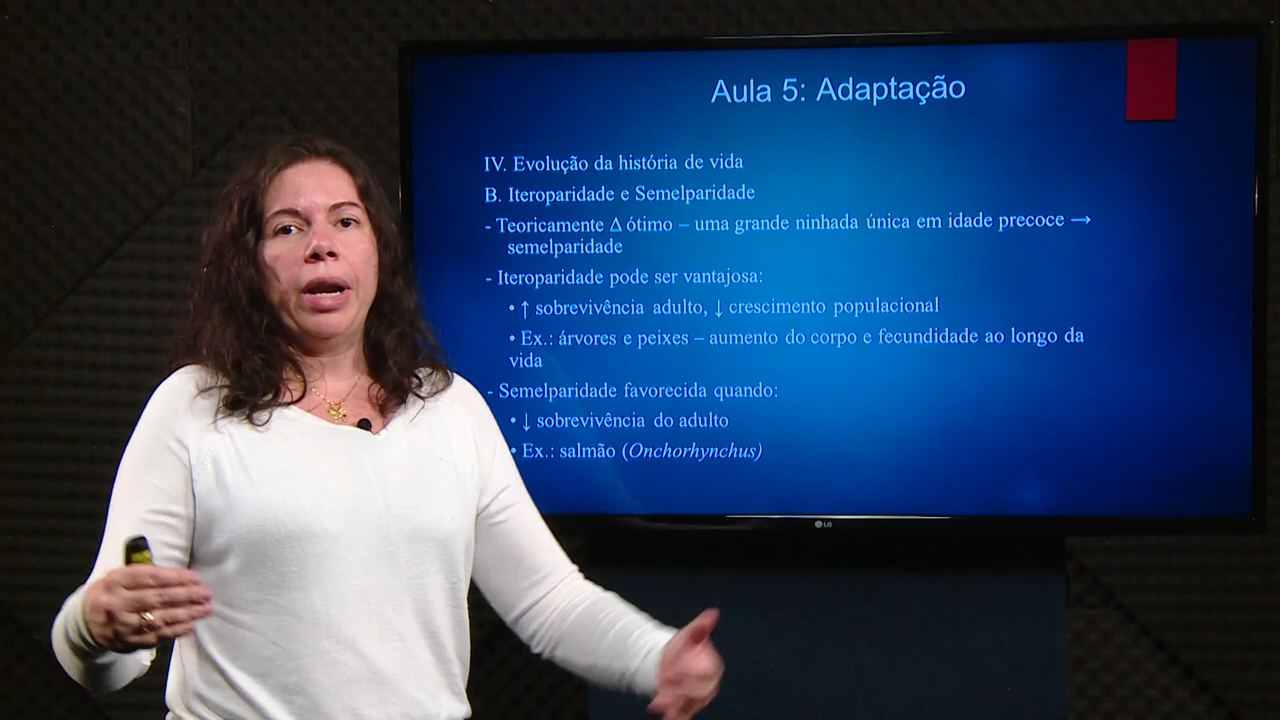 Aula 5: Adaptação
IV. Evolução da história de vida
B. Iteroparidade e Semelparidade
- Teoricamente Δ ótimo – uma grande ninhada única em idade precoce →
semelparidade
- Iteroparidade pode ser vantajosa:
• ↑ sobrevivência adulto, ↓ crescimento populacional
• Ex.: árvores e peixes – aumento do corpo e fecundidade ao longo da
vida
- Semelparidade favorecida quando:
• ↓ sobrevivência do adulto
• Ex.: salmão (Onchorhynchus)
LG